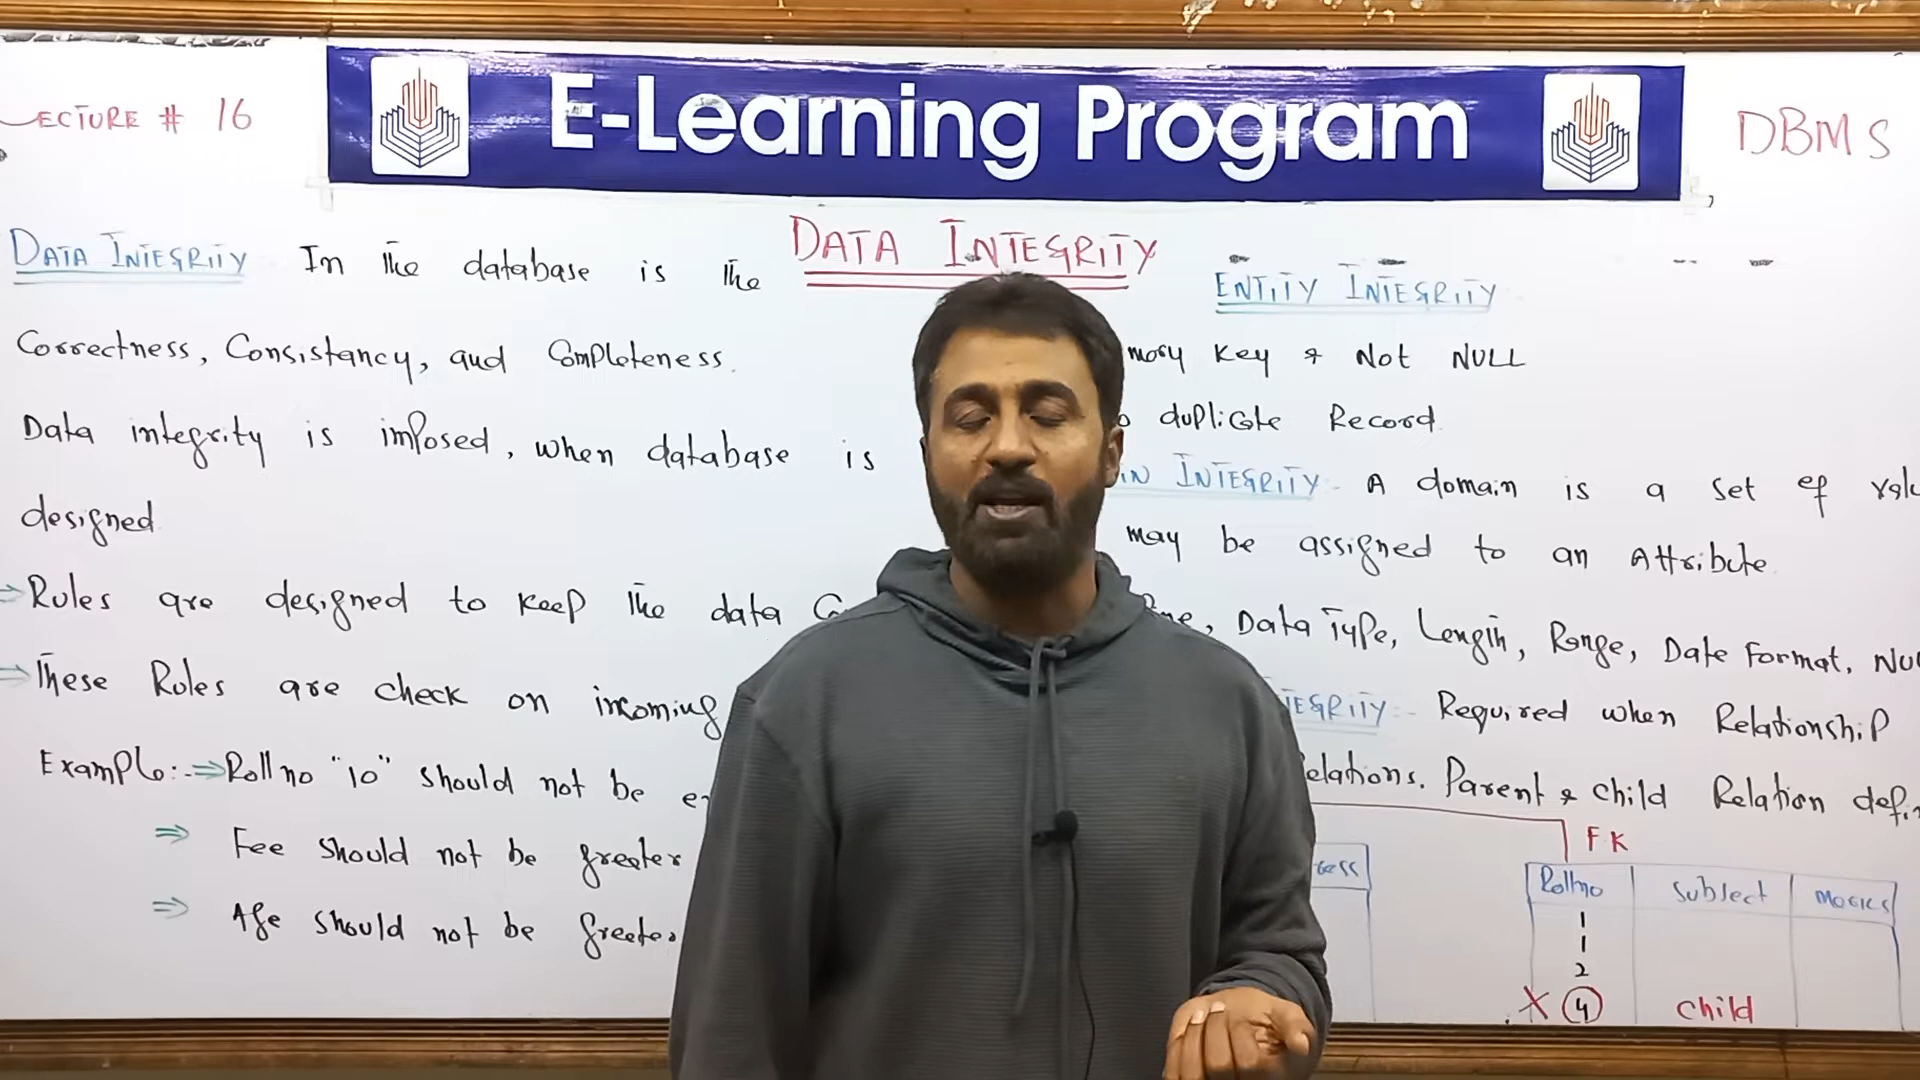 LECTURE # 16
E-Learning Program
DBMS
DATA INTEGRITY
DATA INTEGRITY In the database is the
Correctness, Consistancy, and Completeness.
Data integrity is imposed, when database is
designed
⇒ Rules are designed to keep the data
⇒ These Rules are check on incoming
Example:- ⇒ Roll no "10" should not be
⇒ Fee should not be greater
⇒ Age should not be greater
ENTITY INTEGRITY
Key & Not NULL
duplicate Record.
INTEGRITY:- A domain is a set of
may be assigned to an Attribute
, Data Type, Length, Range, Date Format,
Required when Relationship
. Parent & child Relation
FK
Rollno Subject Marks
1
1
2
X 4 child